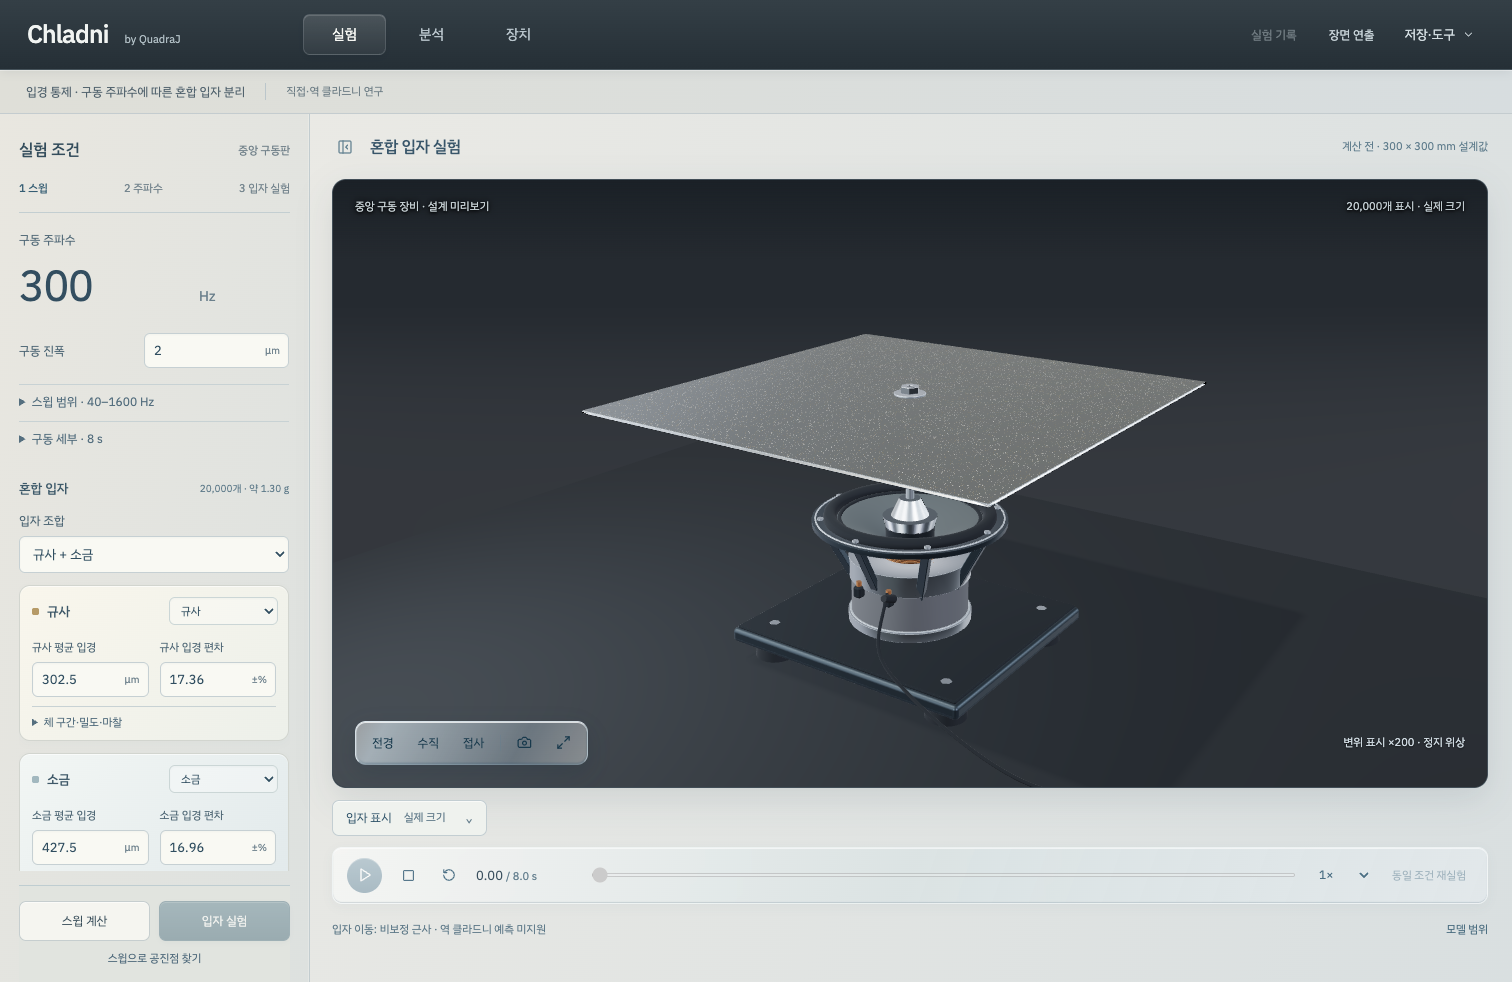 Chladni by QuadraJ
실험
분석
장치
실험 기록
장면 연출
저장·도구
입경 통제 · 구동 주파수에 따른 혼합 입자 분리
직접·역 클라드니 연구
실험 조건
중앙 구동판
1 스윕
2 주파수
3 입자 실험
구동 주파수
300 Hz
구동 진폭
2 μm
스윕 범위 · 40–1600 Hz
구동 세부 · 8 s
혼합 입자
20,000개 · 약 1.30 g
입자 조합
규사 + 소금
규사
규사
규사 평균 입경
규사 입경 편차
302.5 μm
17.36 ±%
체 구간·밀도·마찰
소금
소금
소금 평균 입경
소금 입경 편차
427.5 μm
16.96 ±%
스윕 계산
입자 실험
스윕으로 공진점 찾기
혼합 입자 실험
계산 전 · 300 × 300 mm 설계값
중앙 구동 장비 · 설계 미리보기
20,000개 표시 · 실제 크기
전경
수직
접사
변위 표시 ×200 · 정지 위상
입자 표시 실제 크기
0.00 / 8.0 s
1×
동일 조건 재실험
입자 이동: 비보정 근사 · 역 클라드니 예측 미지원
모델 범위